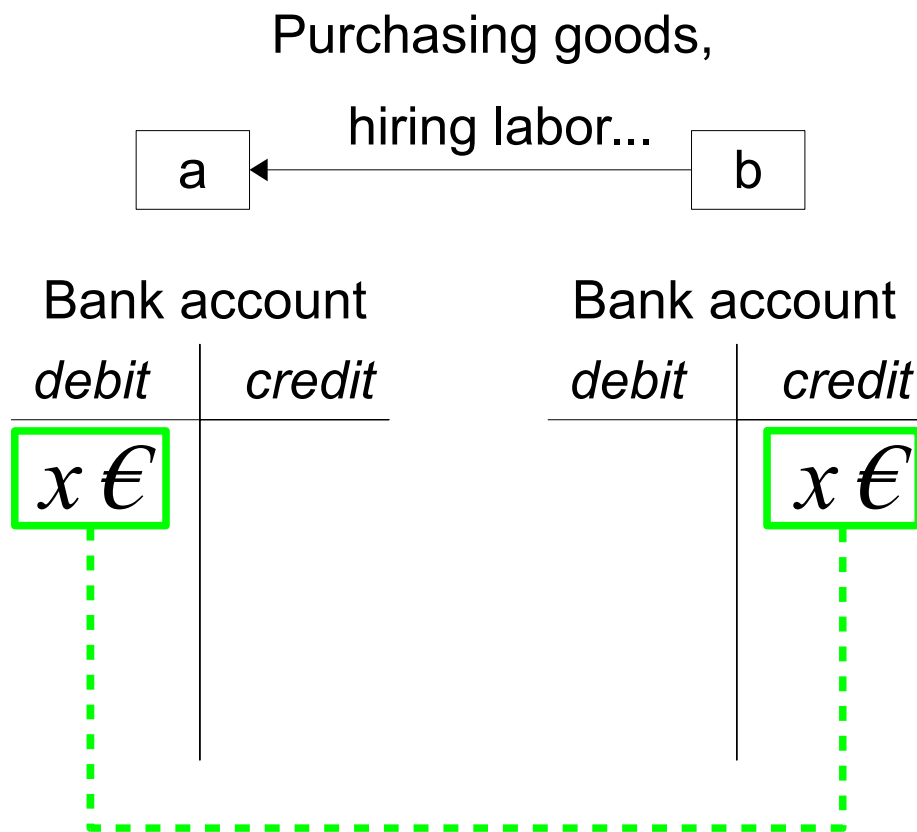 Purchasing goods,
hiring labor...
a b
Bank account Bank account
debit credit debit credit
x € x €